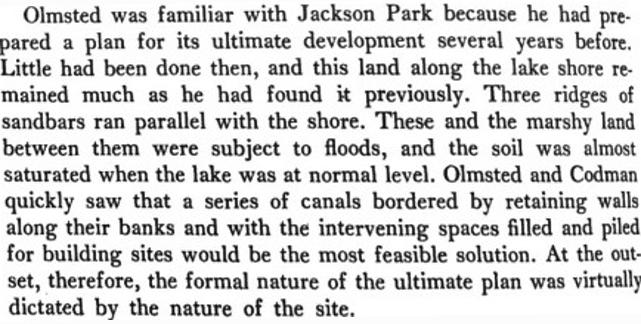 Olmsted was familiar with Jackson Park because he had pre-
pared a plan for its ultimate development several years before.
Little had been done then, and this land along the lake shore re-
mained much as he had found it previously. Three ridges of
sandbars ran parallel with the shore. These and the marshy land
between them were subject to floods, and the soil was almost
saturated when the lake was at normal level. Olmsted and Codman
quickly saw that a series of canals bordered by retaining walls
along their banks and with the intervening spaces filled and piled
for building sites would be the most feasible solution. At the out-
set, therefore, the formal nature of the ultimate plan was virtually
dictated by the nature of the site.